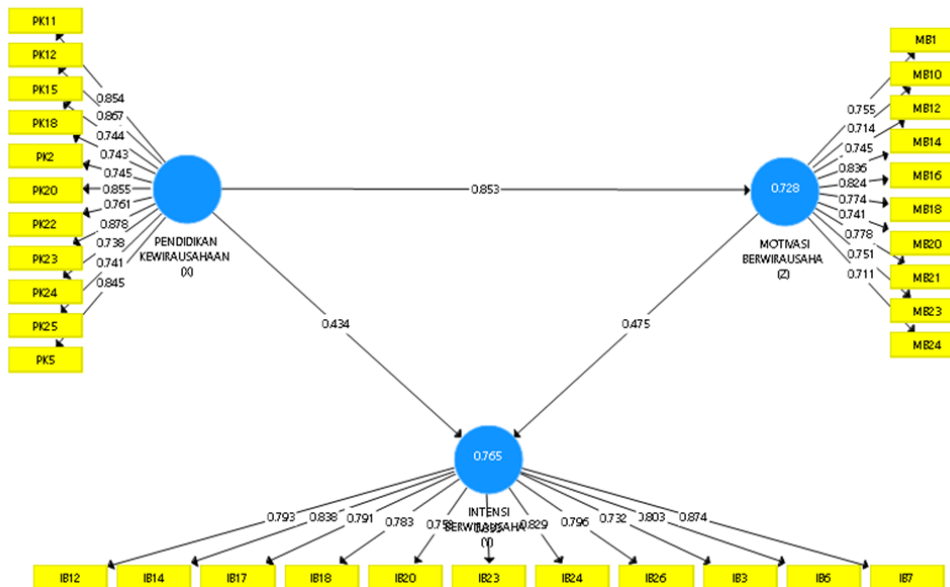 PK11
PK12
PK15
PK18
PK2
PK20
PK22
PK23
PK24
PK25
PK5
0.854
0.867
0.744
0.743
0.745
0.855
0.761
0.878
0.738
0.741
0.845
PENDIDIKAN
KEWIRAUSAHAAN
(X)
0.853
0.728
MOTIVASI
BERWIRAUSAHA
(Z)
0.755
0.714
0.745
0.836
0.824
0.774
0.741
0.778
0.751
0.711
MB1
MB10
MB12
MB14
MB16
MB18
MB20
MB21
MB23
MB24
0.434
0.475
0.765
INTENSI
BERWIRAUSAHA
(Y)
0.793
0.838
0.791
0.783
0.829
0.796
0.732
0.803
0.874
IB12
IB14
IB17
IB18
IB20
IB23
IB24
IB26
IB3
IB6
IB7